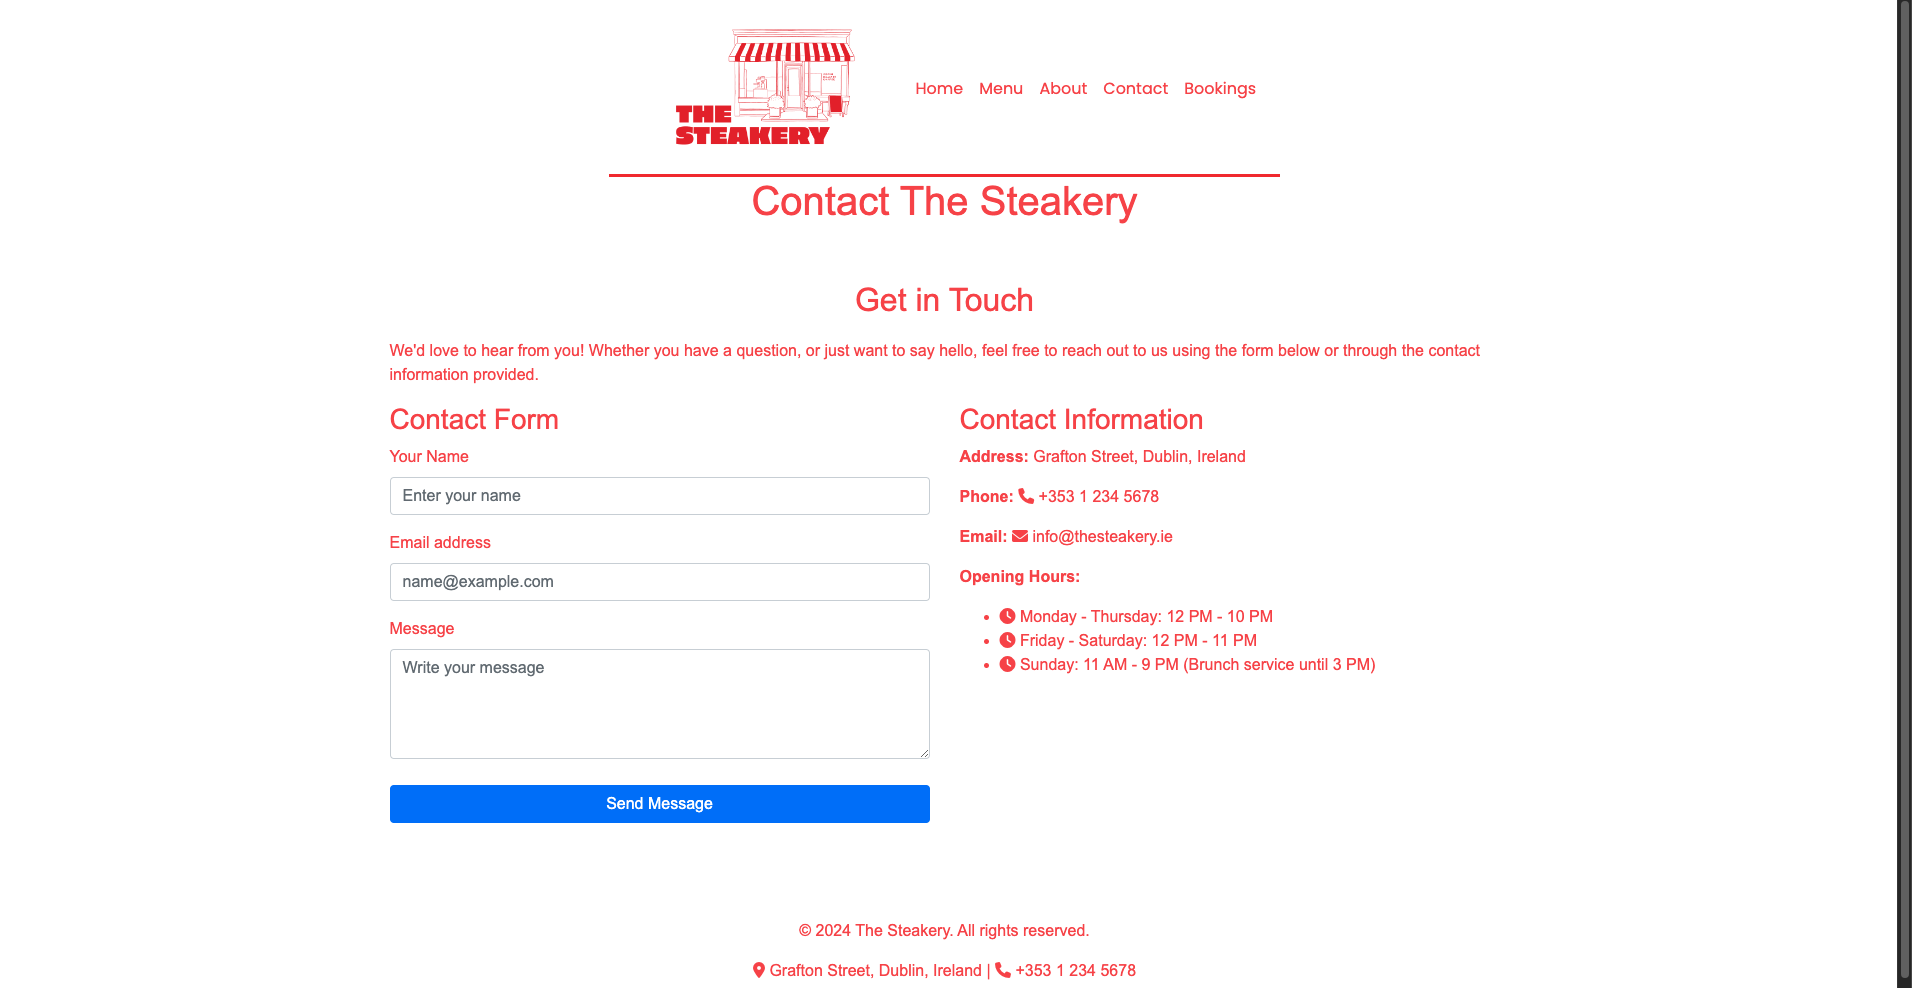 THE
STEAKERY
Home Menu About Contact Bookings
Contact The Steakery
Get in Touch
We'd love to hear from you! Whether you have a question, or just want to say hello, feel free to reach out to us using the form below or through the contact
information provided.
Contact Form
Your Name
Enter your name
Email address
name@example.com
Message
Write your message
Send Message
Contact Information
Address: Grafton Street, Dublin, Ireland
Phone: +353 1 234 5678
Email: info@thesteakery.ie
Opening Hours:
• Monday - Thursday: 12 PM - 10 PM
• Friday - Saturday: 12 PM - 11 PM
• Sunday: 11 AM - 9 PM (Brunch service until 3 PM)
© 2024 The Steakery. All rights reserved.
Grafton Street, Dublin, Ireland | +353 1 234 5678